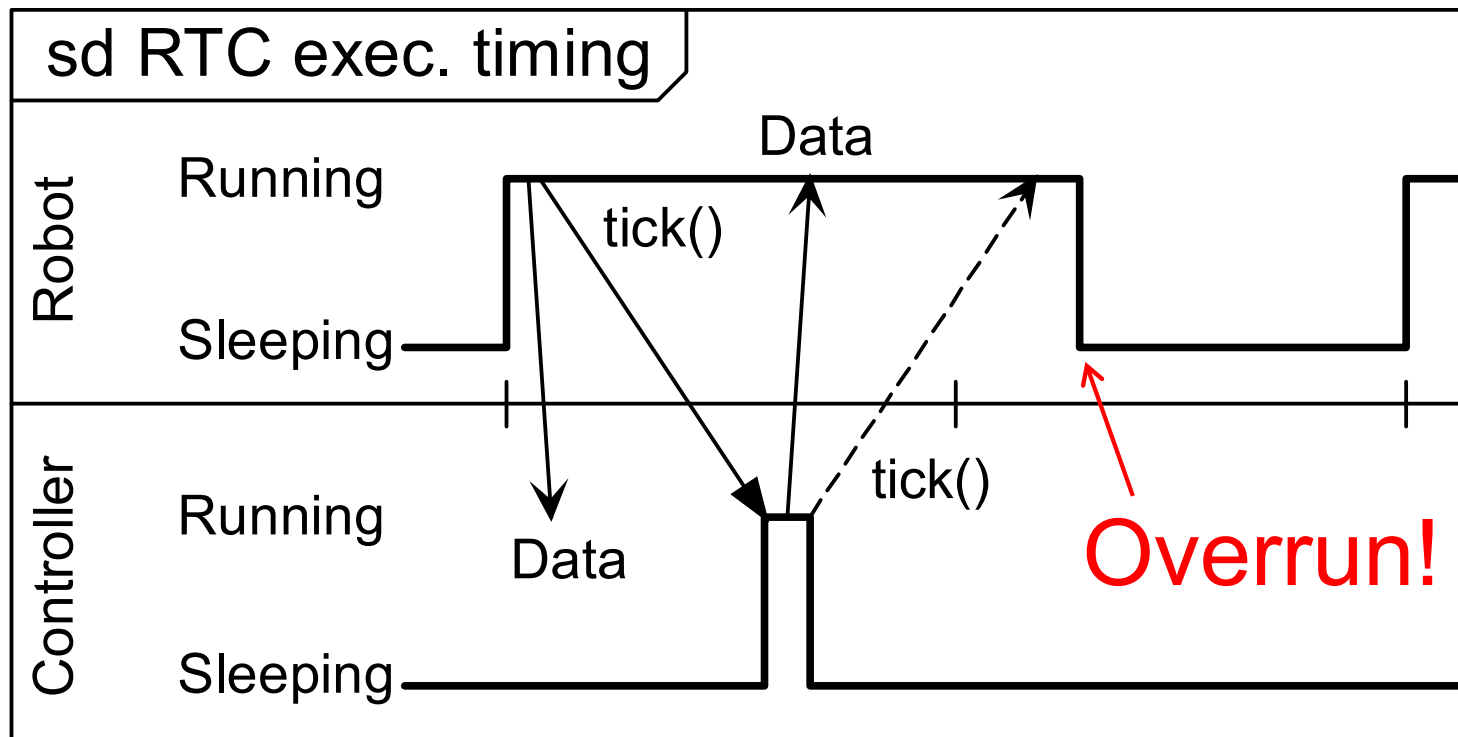 sd RTC exec. timing
Data
Running
Robot
tick()
Sleeping
Controller
tick()
Running
Data
Overrun!
Sleeping